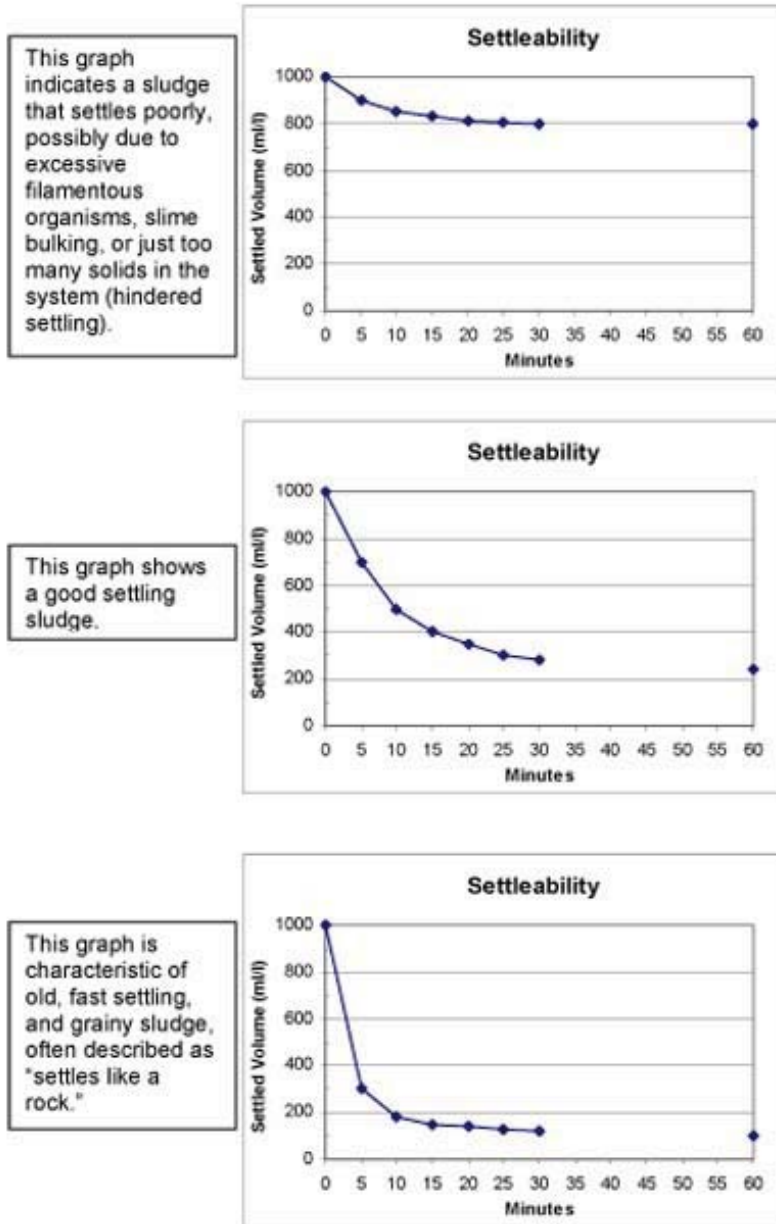 This graph
indicates a sludge
that settles poorly,
possibly due to
excessive
filamentous
organisms, slime
bulking, or just too
many solids in the
system (hindered
settling).
Settleability
Settled Volume (ml/l)
1000
800
600
400
200
0
0 5 10 15 20 25 30 35 40 45 50 55 60
Minutes
This graph shows
a good settling
sludge.
Settleability
Settled Volume (ml/l)
1000
800
600
400
200
0
0 5 10 15 20 25 30 35 40 45 50 55 60
Minutes
This graph is
characteristic of
old, fast settling,
and grainy sludge,
often described as
"settles like a
rock."
Settleability
Settled Volume (ml/l)
1000
800
600
400
200
0
0 5 10 15 20 25 30 35 40 45 50 55 60
Minutes